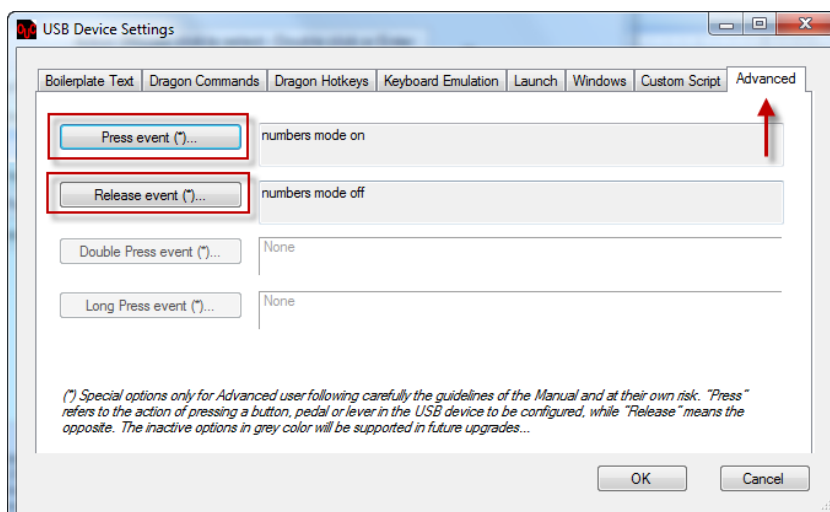 USB Device Settings
Boilerplate Text Dragon Commands Dragon Hotkeys Keyboard Emulation Launch Windows Custom Script Advanced
Press event (*)... numbers mode on
Release event (*)... numbers mode off
Double Press event (*)... None
Long Press event (*)... None
(*) Special options only for Advanced user following carefully the guidelines of the Manual and at their own risk. "Press"
refers to the action of pressing a button, pedal or lever in the USB device to be configured, while "Release" means the
opposite. The inactive options in grey color will be supported in future upgrades...
OK Cancel